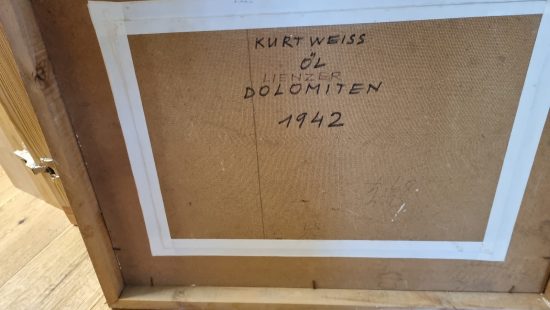 KURT WEISS
ÖL
LIENZER
DOLOMITEN
1942